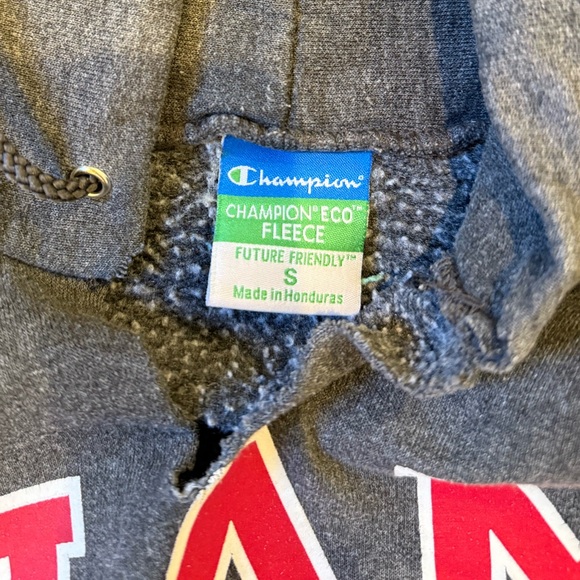 Champion®
CHAMPION® ECO™
FLEECE
FUTURE FRIENDLY™
S
Made in Honduras